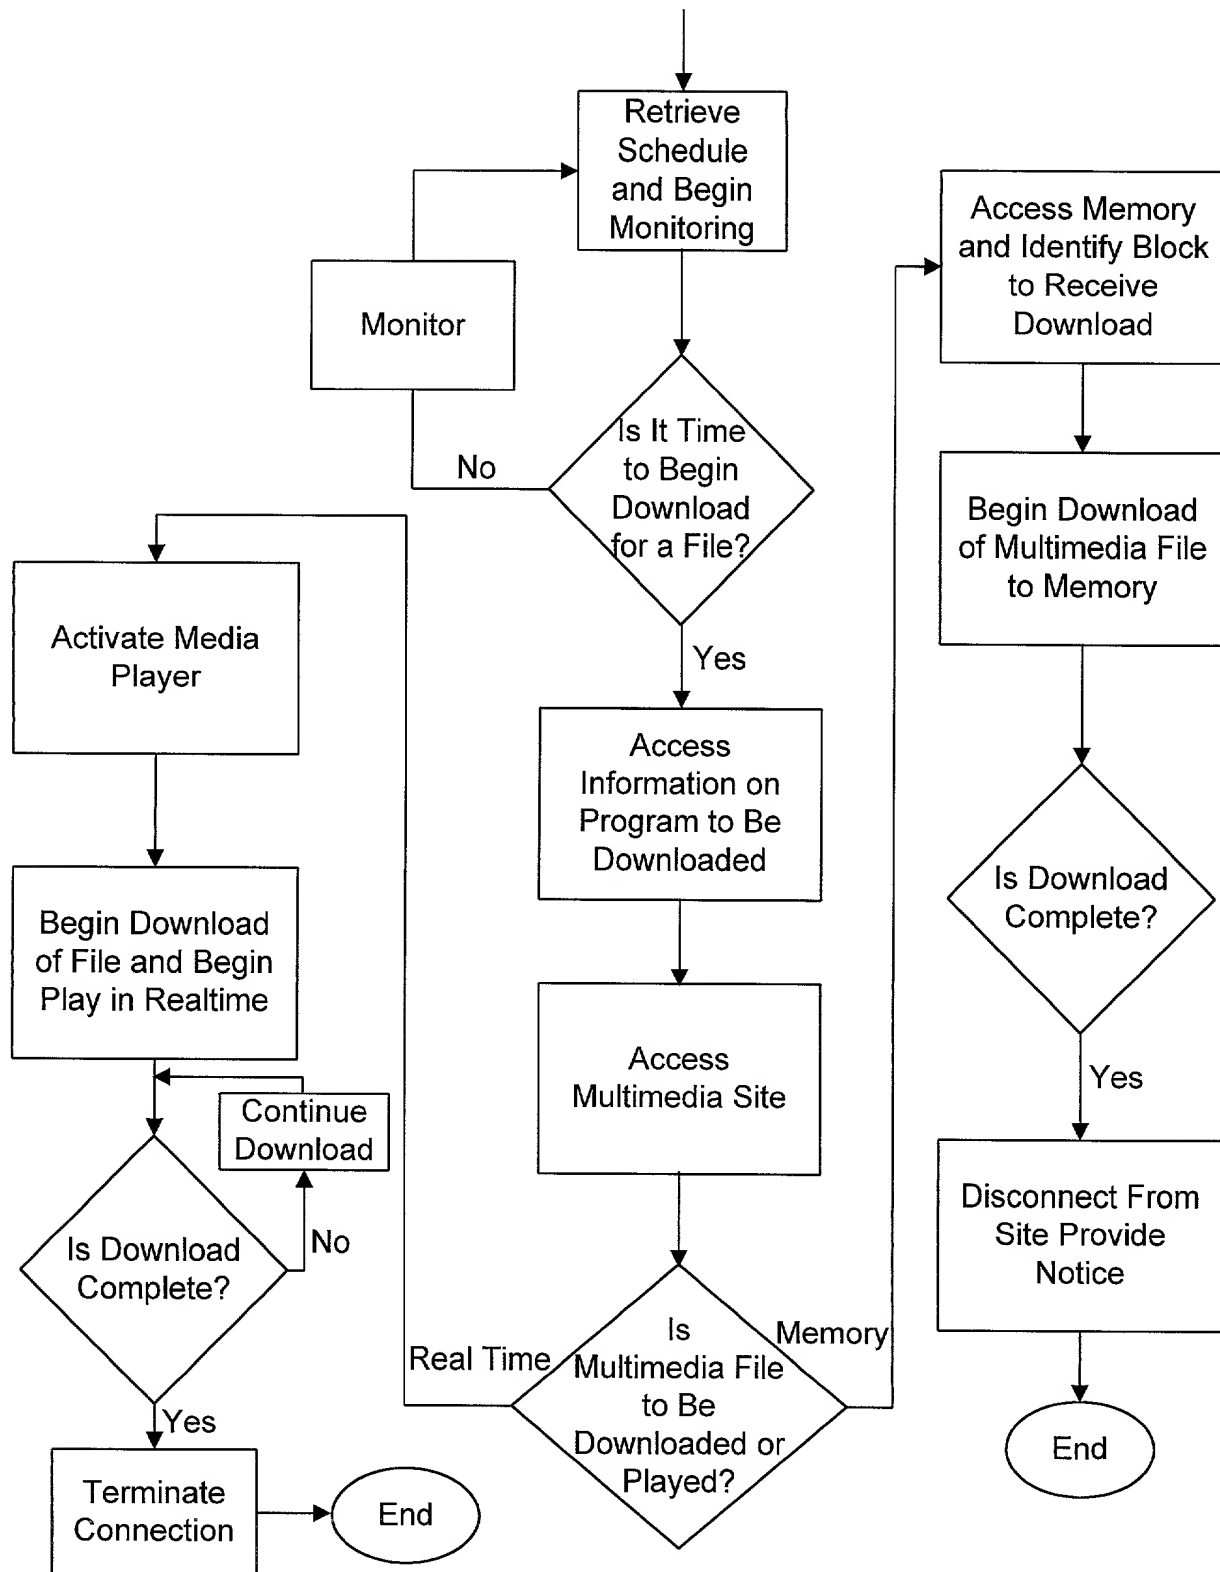 Retrieve
Schedule
and Begin
Monitoring
Monitor
Is It Time
to Begin
Download
for a File?
No
Yes
Access
Information on
Program to Be
Downloaded
Access
Multimedia Site
Is
Multimedia File
to Be
Downloaded or
Played?
Real Time
Memory
Activate Media
Player
Begin Download
of File and Begin
Play in Realtime
Continue
Download
No
Is Download
Complete?
Yes
Terminate
Connection
End
Access Memory
and Identify Block
to Receive
Download
Begin Download
of Multimedia File
to Memory
Is Download
Complete?
Yes
Disconnect From
Site Provide
Notice
End